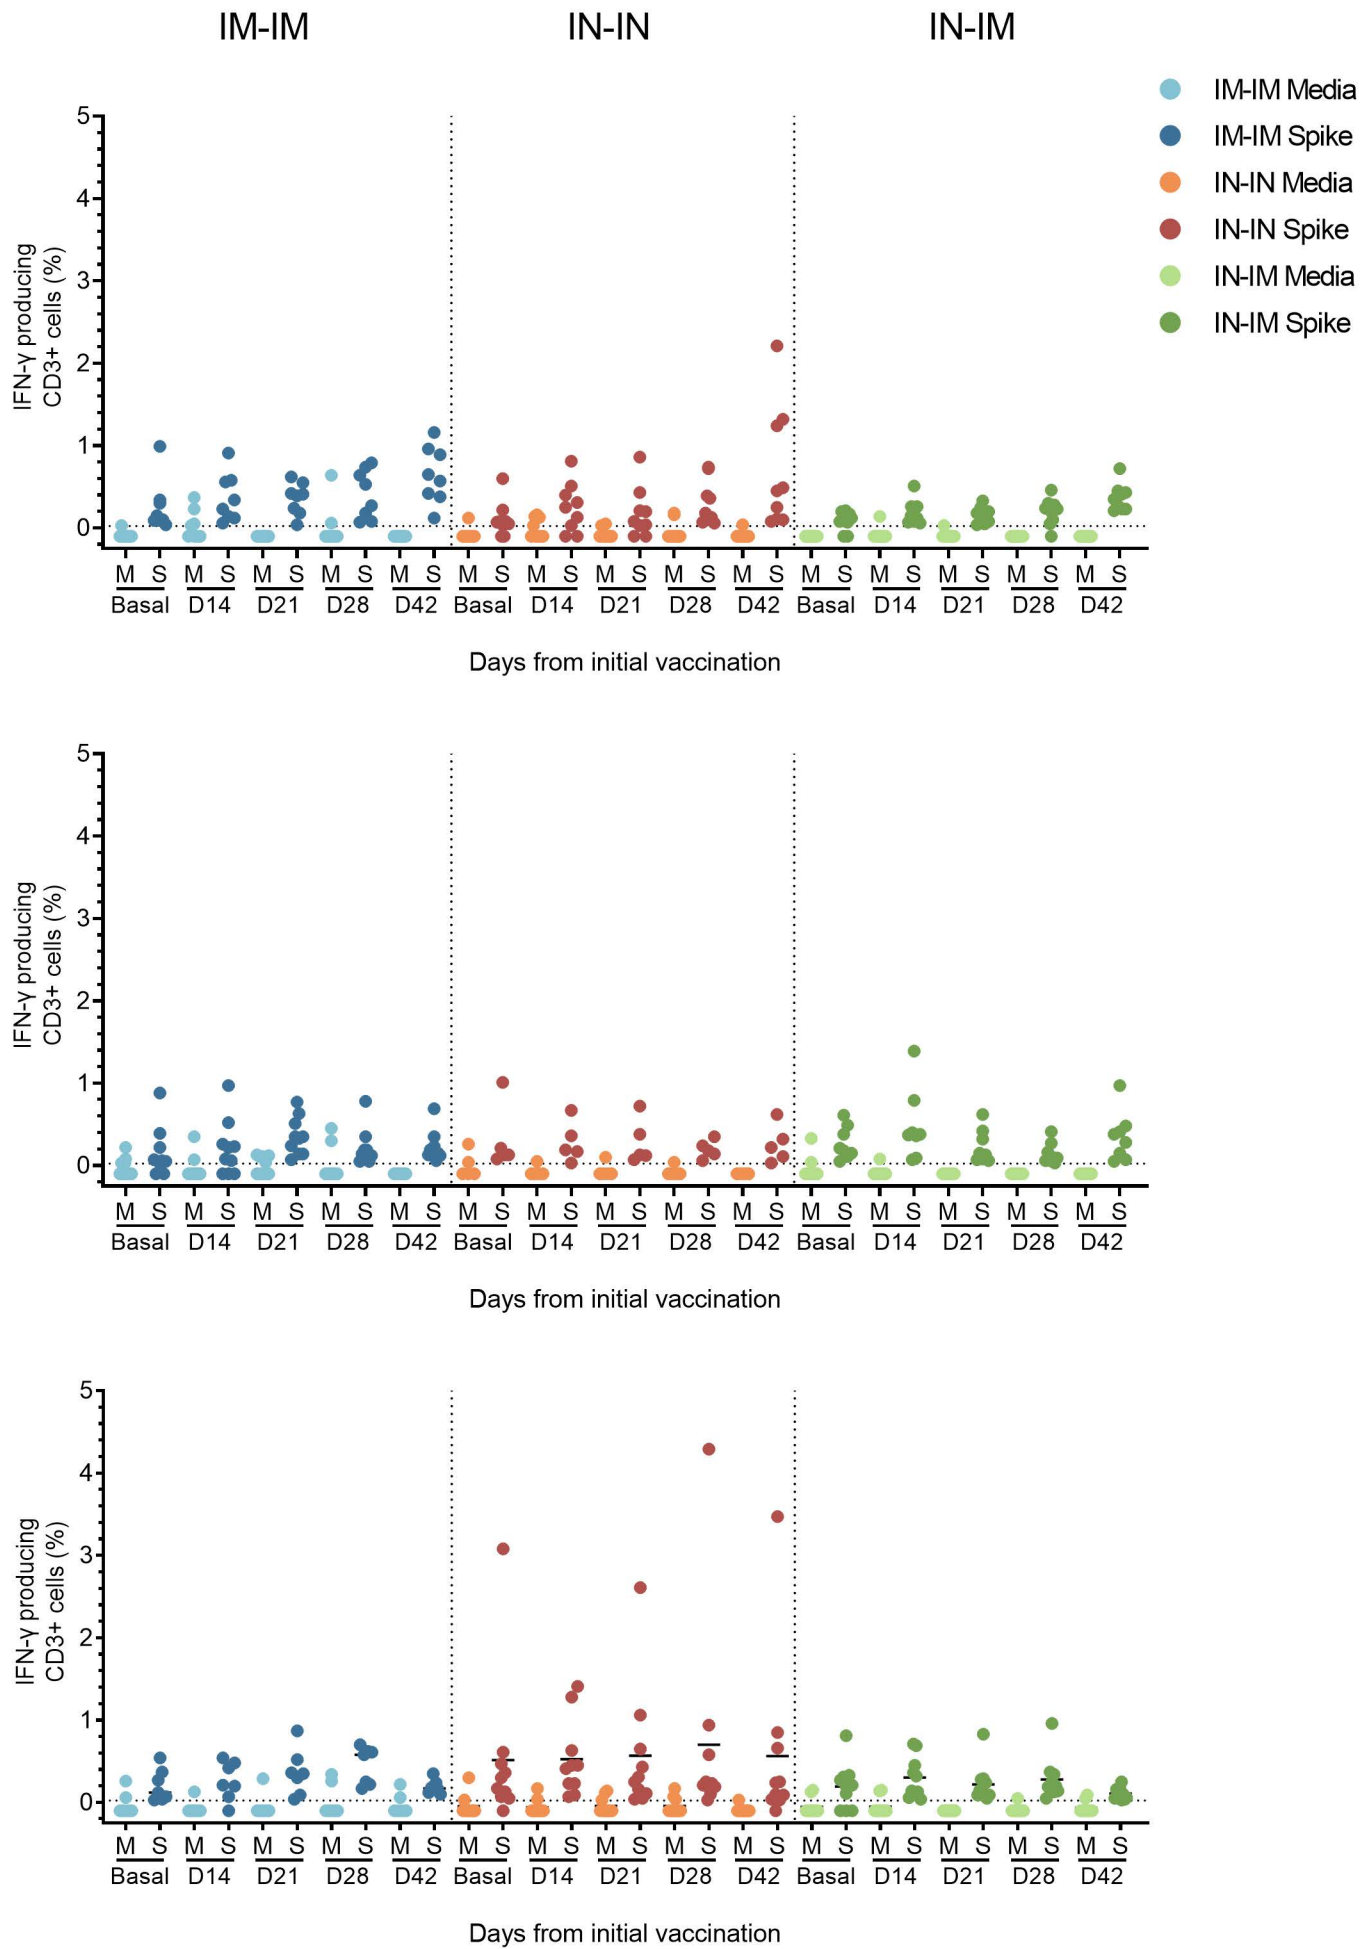 IM-IM IN-IN IN-IM
IM-IM Media
IM-IM Spike
IN-IN Media
IN-IN Spike
IN-IM Media
IN-IM Spike
IFN-γ producing
CD3+ cells (%)
5
4
3
2
1
0
M S M S M S M S M S M S M S M S M S M S M S M S M S M S M S
Basal D14 D21 D28 D42 Basal D14 D21 D28 D42 Basal D14 D21 D28 D42
Days from initial vaccination
IFN-γ producing
CD3+ cells (%)
5
4
3
2
1
0
M S M S M S M S M S M S M S M S M S M S M S M S M S M S M S
Basal D14 D21 D28 D42 Basal D14 D21 D28 D42 Basal D14 D21 D28 D42
Days from initial vaccination
IFN-γ producing
CD3+ cells (%)
5
4
3
2
1
0
M S M S M S M S M S M S M S M S M S M S M S M S M S M S M S
Basal D14 D21 D28 D42 Basal D14 D21 D28 D42 Basal D14 D21 D28 D42
Days from initial vaccination